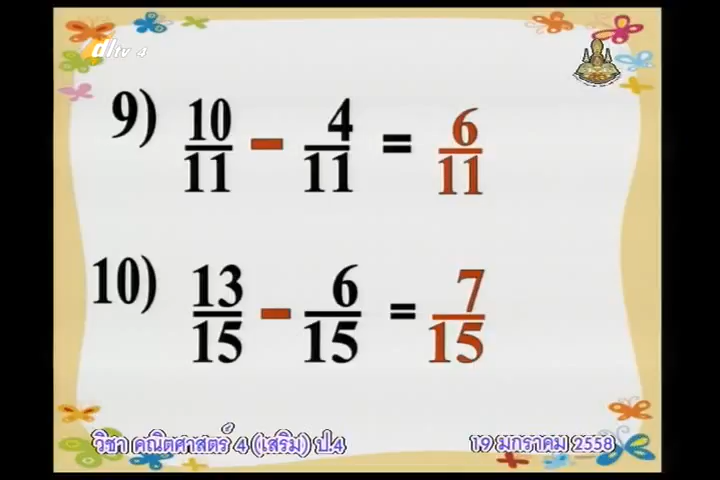 dltv 4
9) 10/11 - 4/11 = 6/11
10) 13/15 - 6/15 = 7/15
วิชา คณิตศาสตร์ 4 (เสริม) ป.4
19 มกราคม 2558